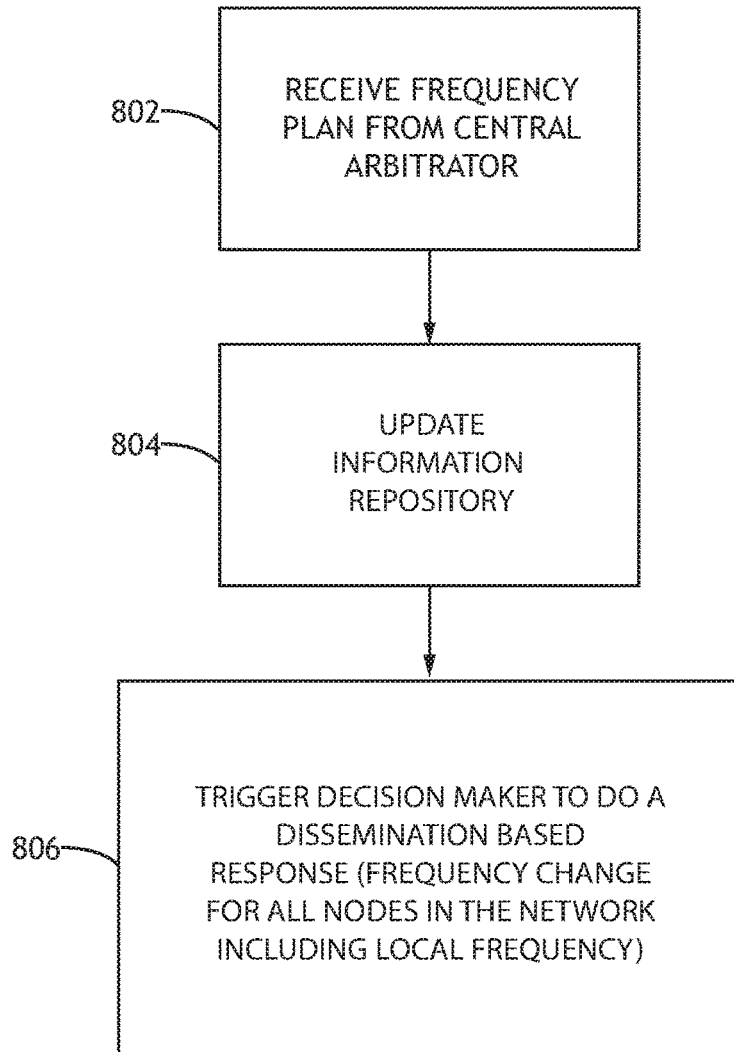 802
RECEIVE FREQUENCY
PLAN FROM CENTRAL
ARBITRATOR
804
UPDATE
INFORMATION
REPOSITORY
806
TRIGGER DECISION MAKER TO DO A
DISSEMINATION BASED
RESPONSE (FREQUENCY CHANGE
FOR ALL NODES IN THE NETWORK
INCLUDING LOCAL FREQUENCY)